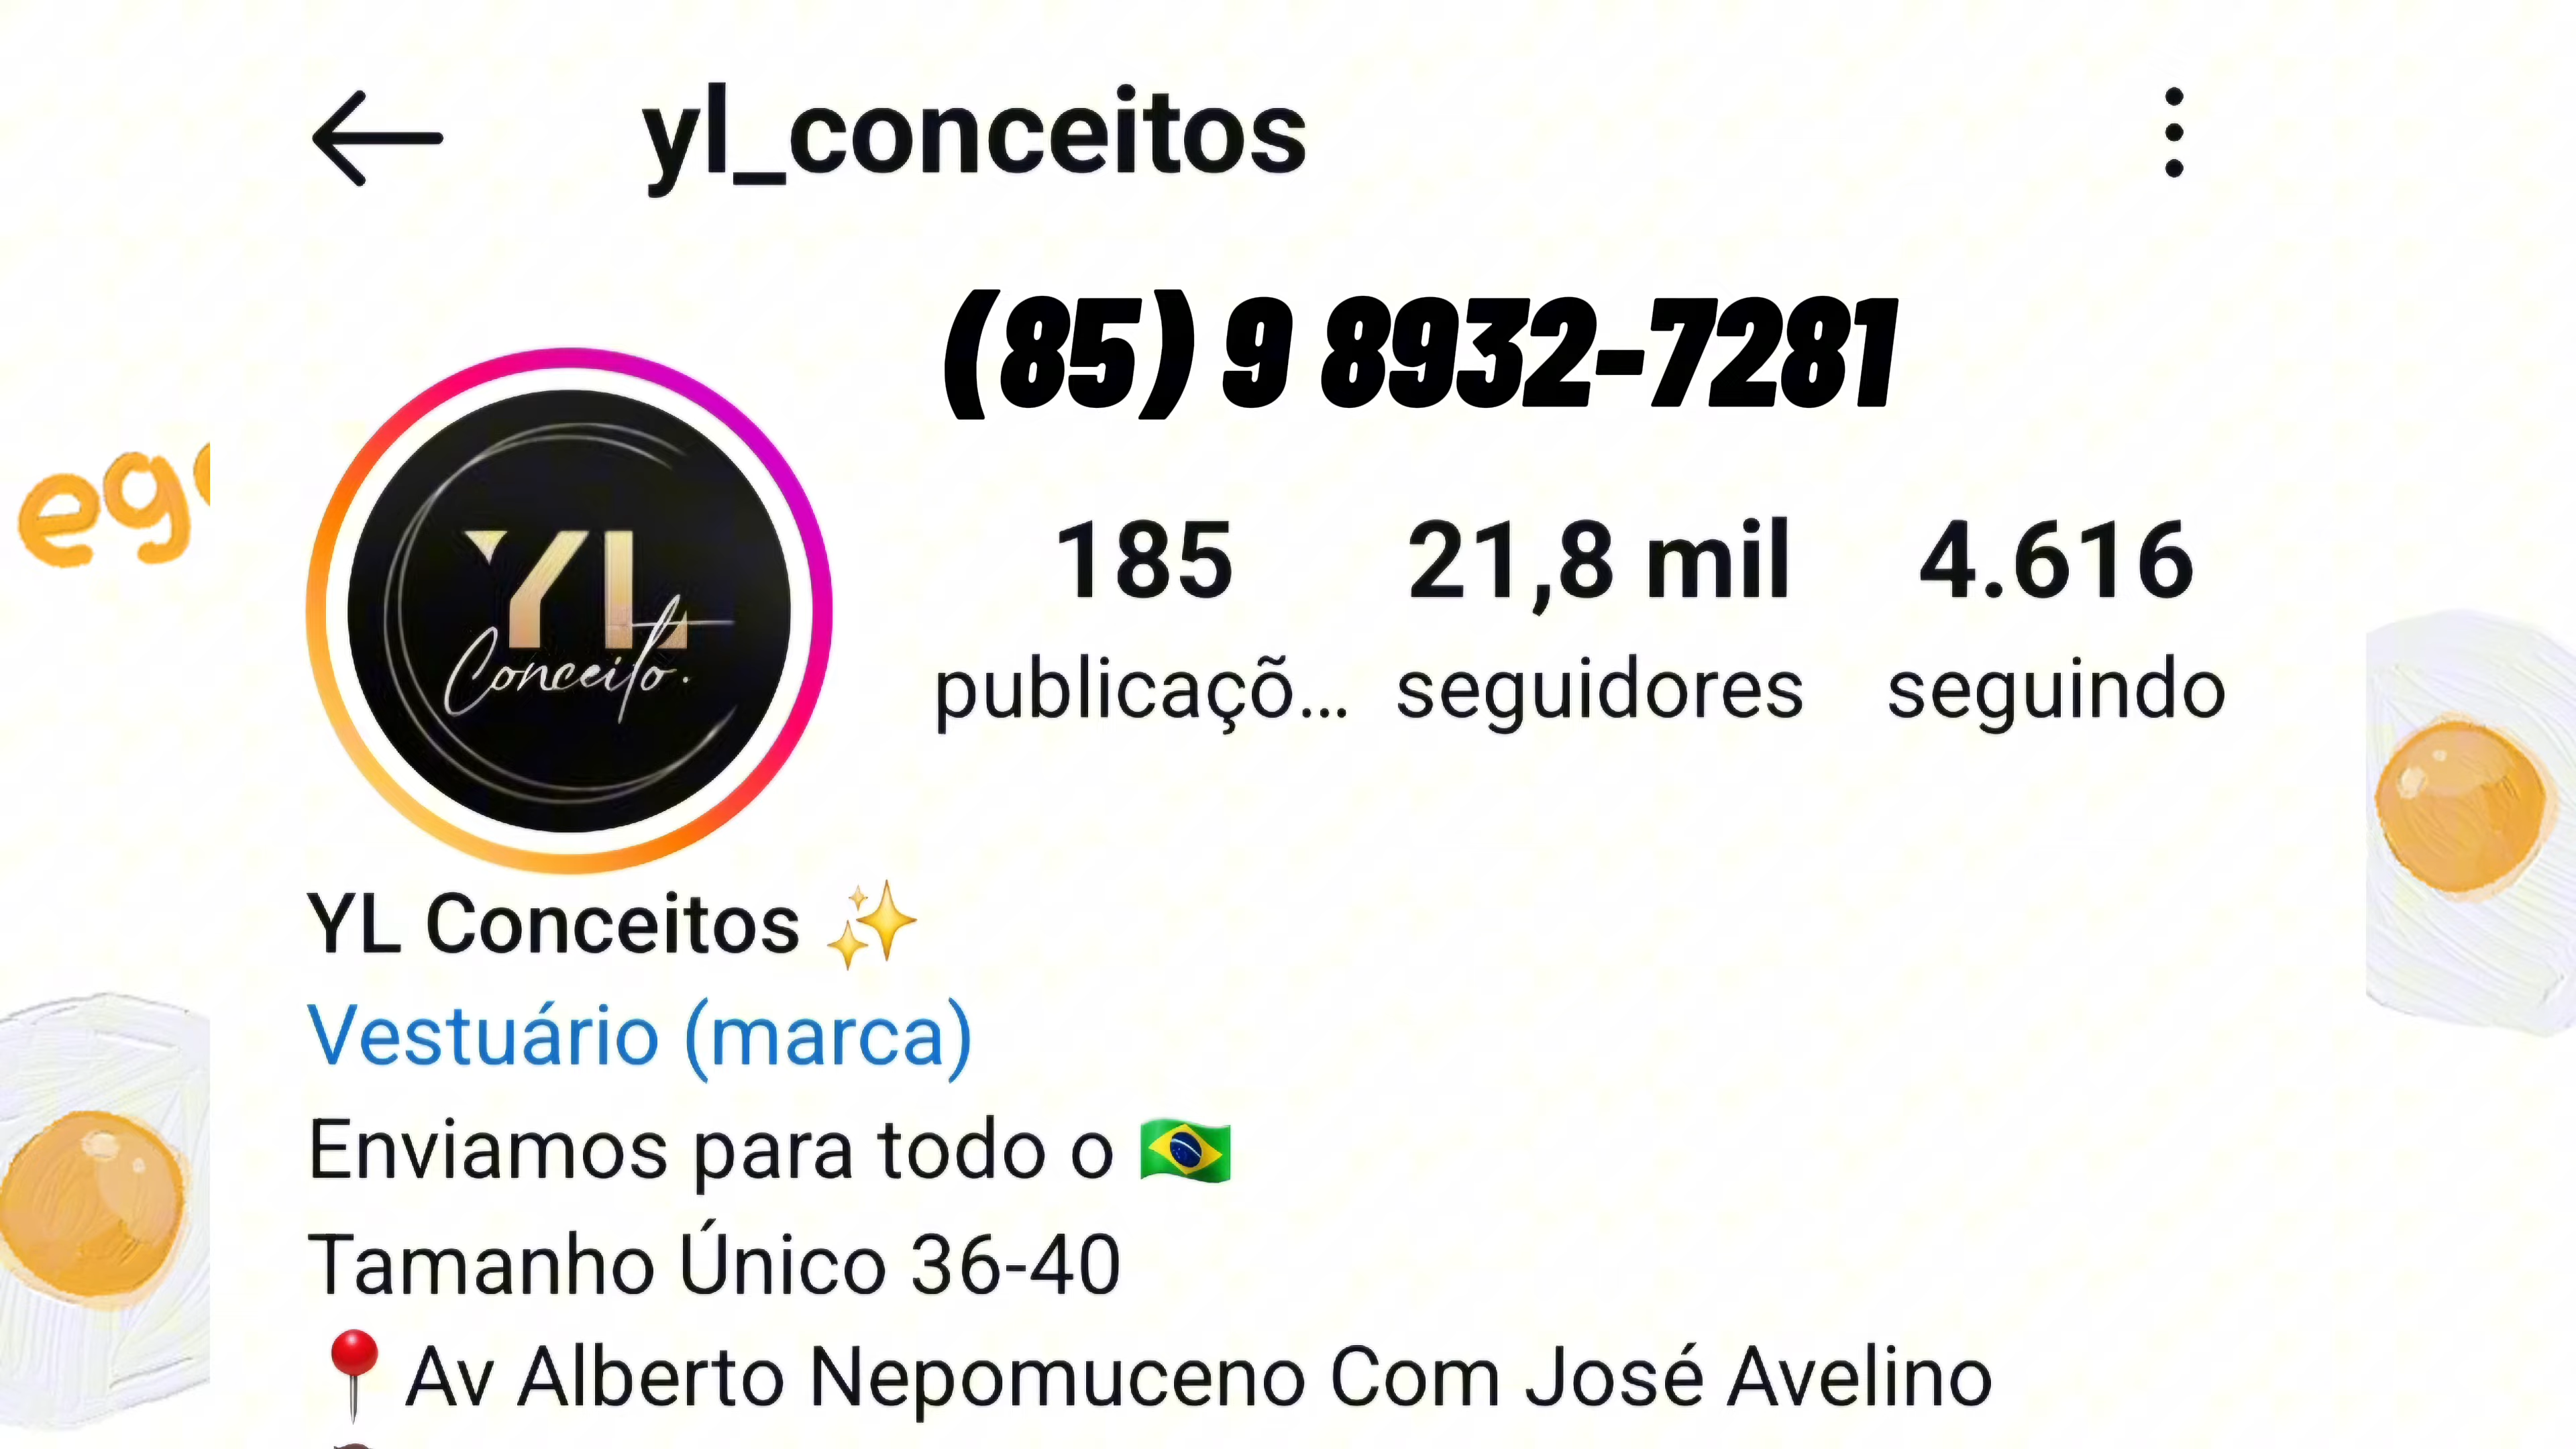 yl_conceitos
(85) 9 8932-7281
YL
Conceito.
185 21,8 mil 4.616
publicaçõ... seguidores seguindo
YL Conceitos ✨
Vestuário (marca)
Enviamos para todo o 🇧🇷
Tamanho Único 36-40
📍 Av Alberto Nepomuceno Com José Avelino